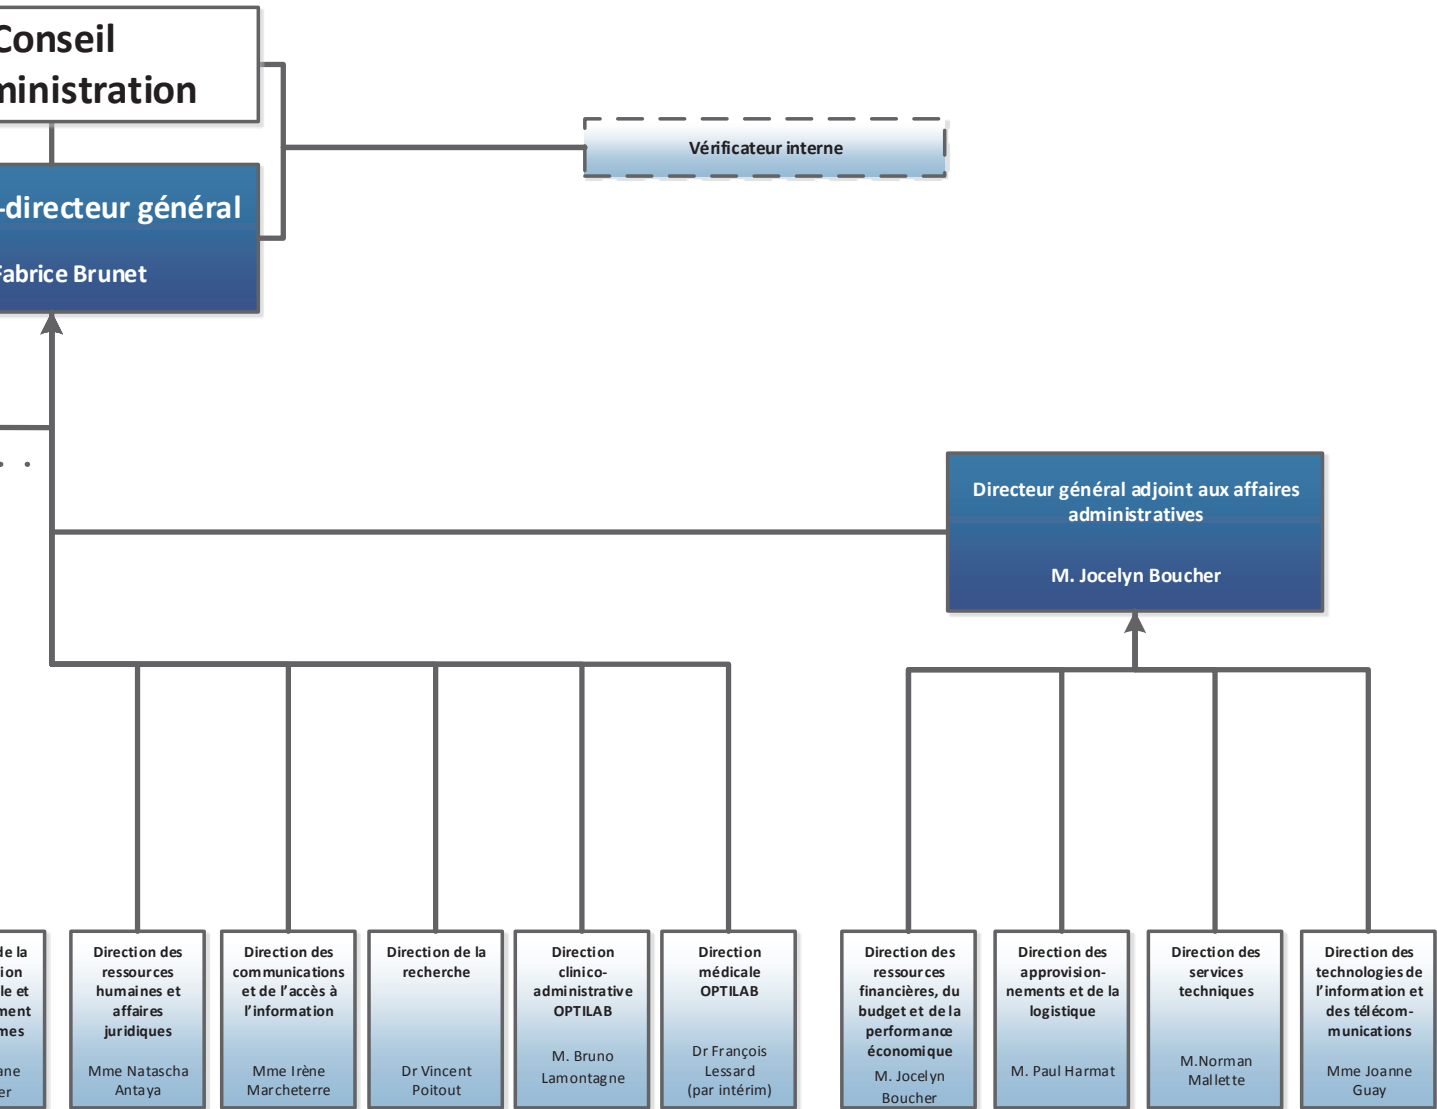 Conseil
ministration
Vérificateur interne
-directeur général
Fabrice Brunet
Directeur général adjoint aux affaires
administratives
M. Jocelyn Boucher
de la
ion
le et
ment
mes
ane
er
Direction des
ressources
humaines et
affaires
juridiques
Mme Natascha
Antaya
Direction des
communications
et de l’accès à
l’information
Mme Irène
Marcheterre
Direction de la
recherche
Dr Vincent
Poitout
Direction
clinico-
administrative
OPTILAB
M. Bruno
Lamontagne
Direction
médicale
OPTILAB
Dr François
Lessard
(par intérim)
Direction des
ressources
financières, du
budget et de la
performance
économique
M. Jocelyn
Boucher
Direction des
approvision-
nements et de la
logistique
M. Paul Harmat
Direction des
services
techniques
M.Norman
Mallette
Direction des
technologies de
l’information et
des télécom-
munications
Mme Joanne
Guay